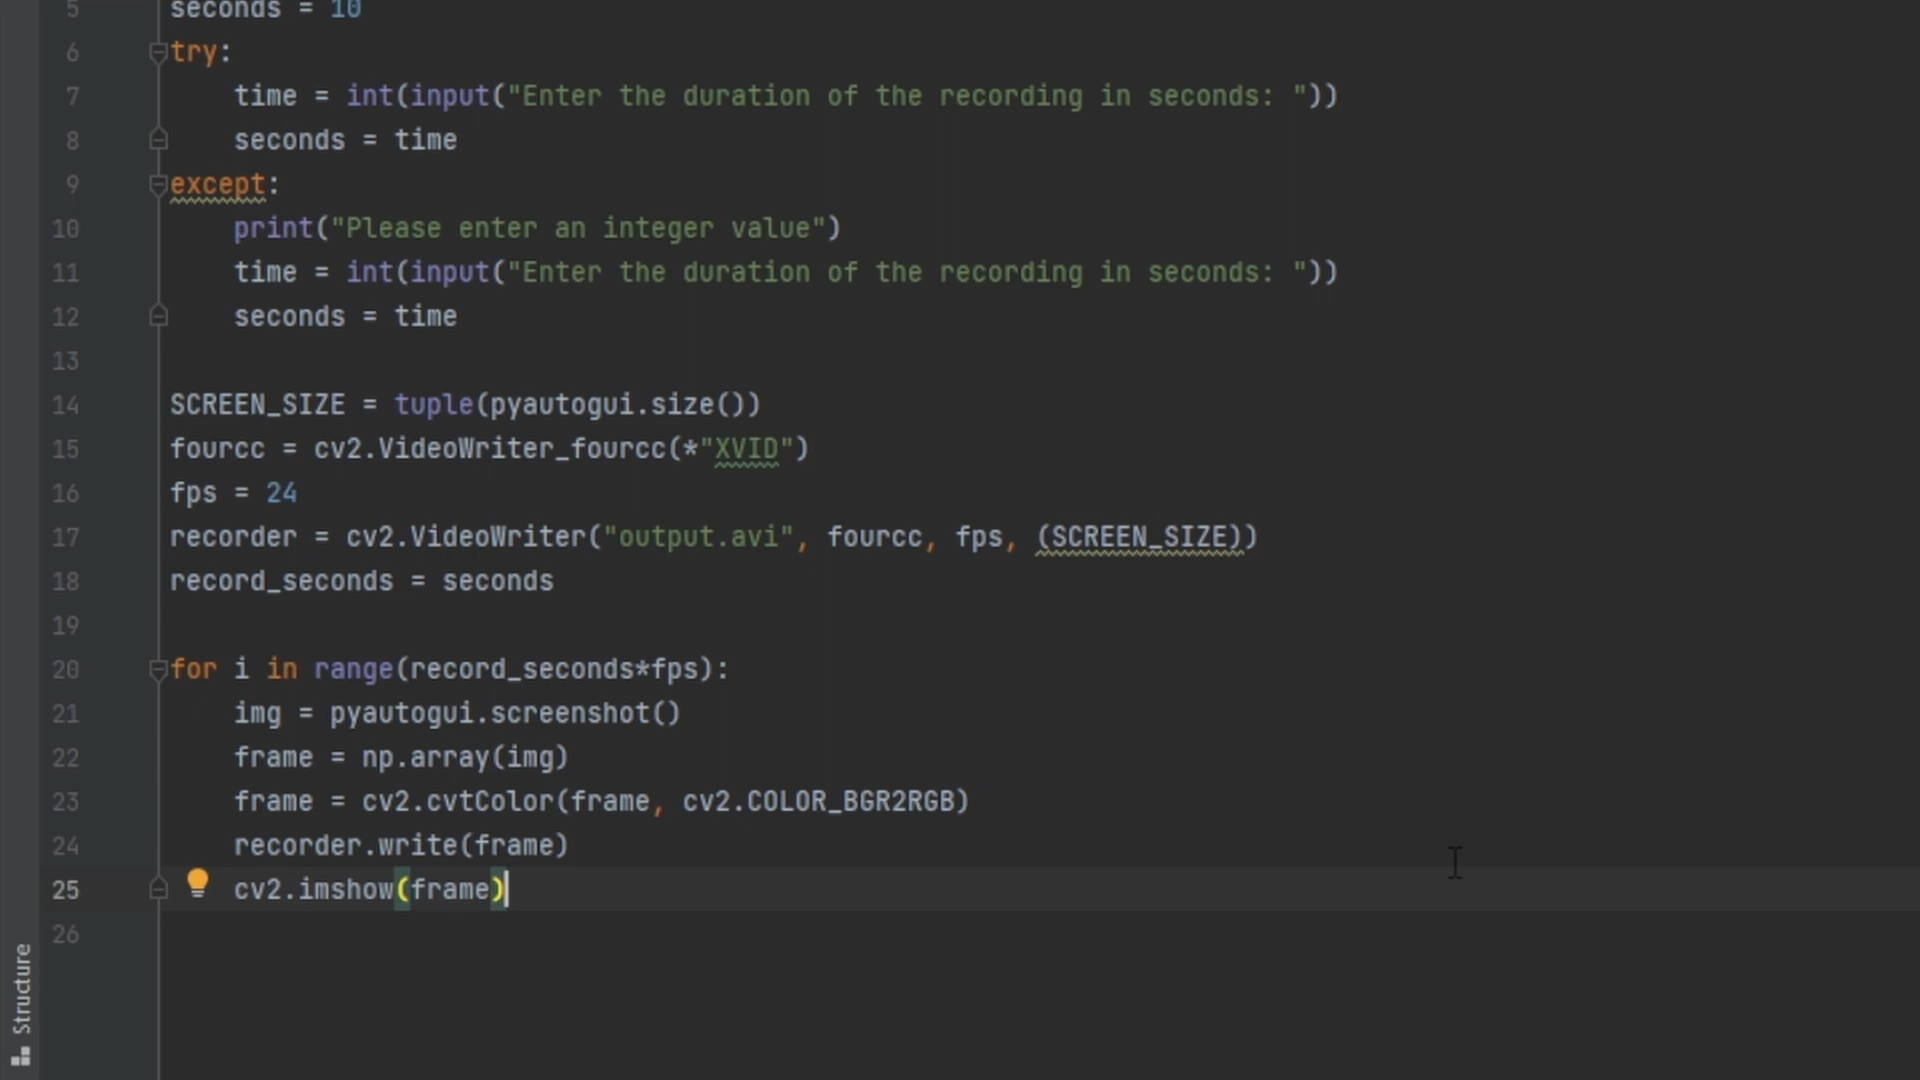 5 seconds = 10
6 try:
7 time = int(input("Enter the duration of the recording in seconds: "))
8 seconds = time
9 except:
10 print("Please enter an integer value")
11 time = int(input("Enter the duration of the recording in seconds: "))
12 seconds = time
13
14 SCREEN_SIZE = tuple(pyautogui.size())
15 fourcc = cv2.VideoWriter_fourcc(*"XVID")
16 fps = 24
17 recorder = cv2.VideoWriter("output.avi", fourcc, fps, (SCREEN_SIZE))
18 record_seconds = seconds
19
20 for i in range(record_seconds*fps):
21 img = pyautogui.screenshot()
22 frame = np.array(img)
23 frame = cv2.cvtColor(frame, cv2.COLOR_BGR2RGB)
24 recorder.write(frame)
25 cv2.imshow(frame)
26
Structure